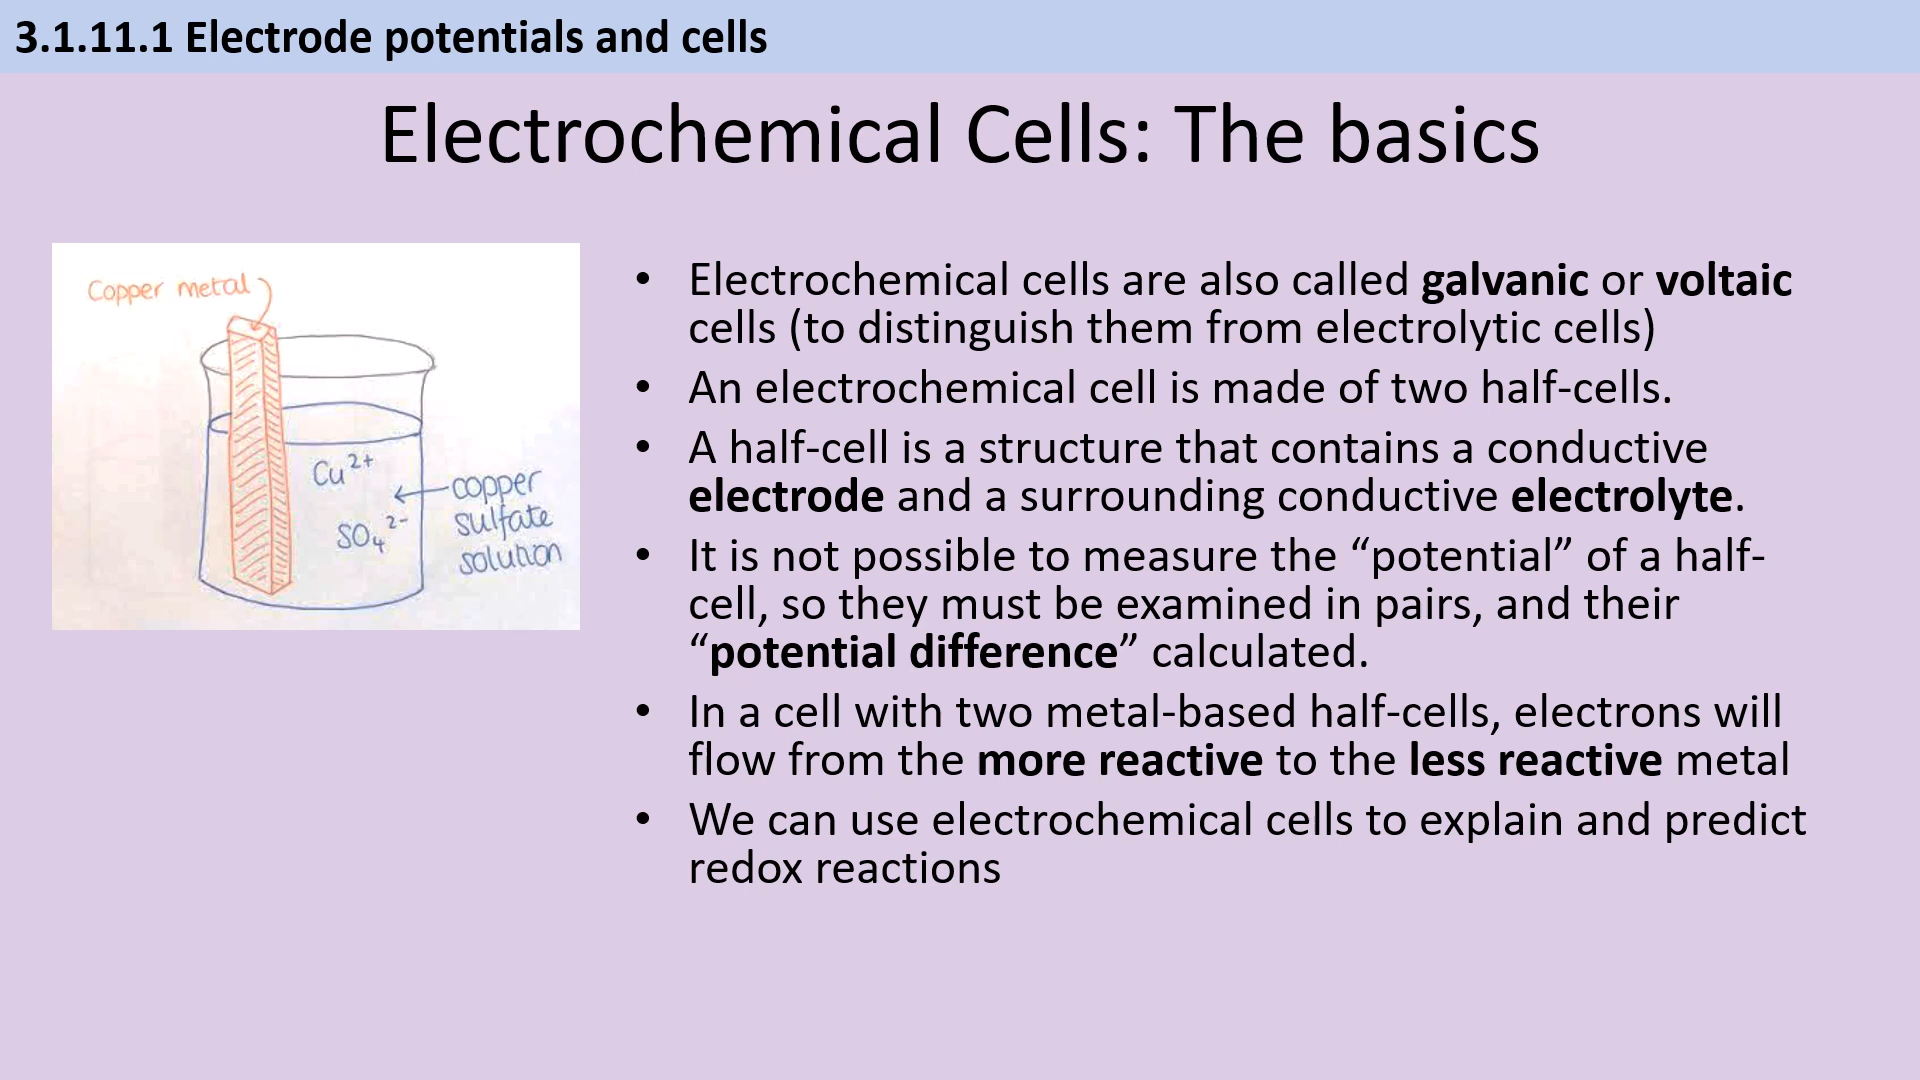 3.1.11.1 Electrode potentials and cells
Electrochemical Cells: The basics
Copper metal
Cu²⁺
SO₄²⁻
copper
sulfate
solution
• Electrochemical cells are also called galvanic or voltaic
cells (to distinguish them from electrolytic cells)
• An electrochemical cell is made of two half-cells.
• A half-cell is a structure that contains a conductive
electrode and a surrounding conductive electrolyte.
• It is not possible to measure the “potential” of a half-
cell, so they must be examined in pairs, and their
“potential difference” calculated.
• In a cell with two metal-based half-cells, electrons will
flow from the more reactive to the less reactive metal
• We can use electrochemical cells to explain and predict
redox reactions